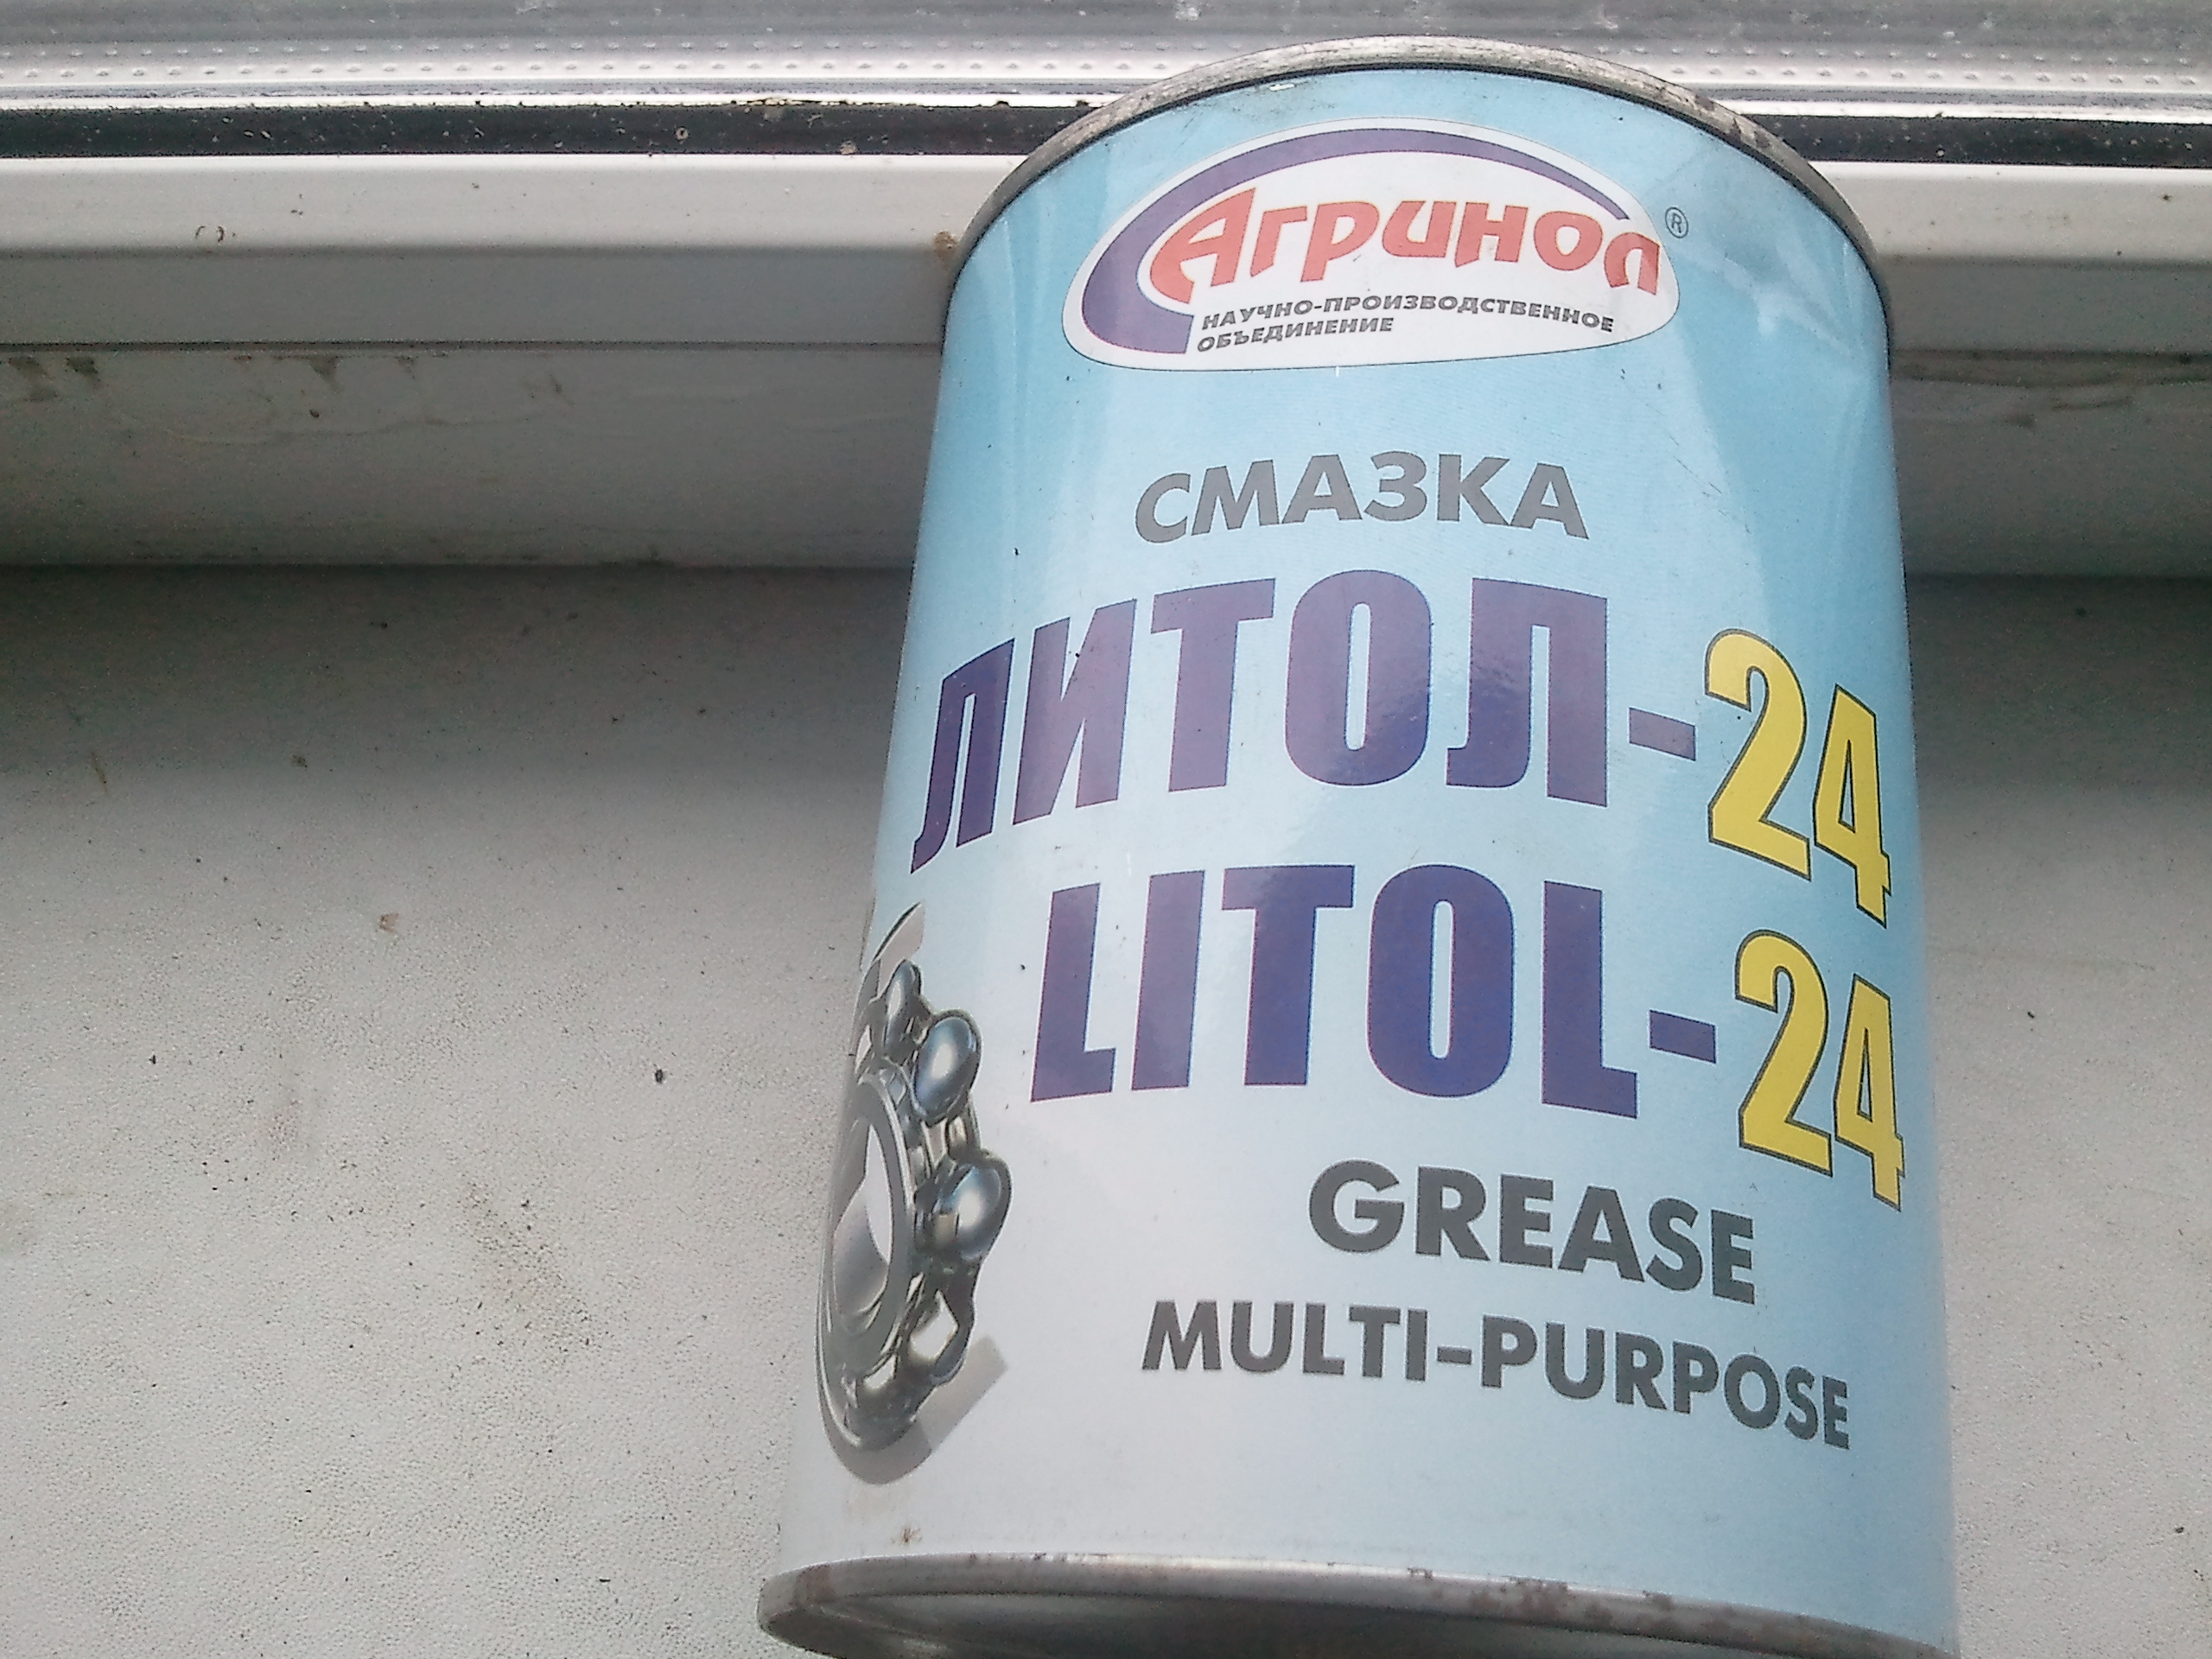 Агринол ®
НАУЧНО-ПРОИЗВОДСТВЕННОЕ
ОБЪЕДИНЕНИЕ
СМАЗКА
ЛИТОЛ-24
LITOL-24
GREASE
MULTI-PURPOSE